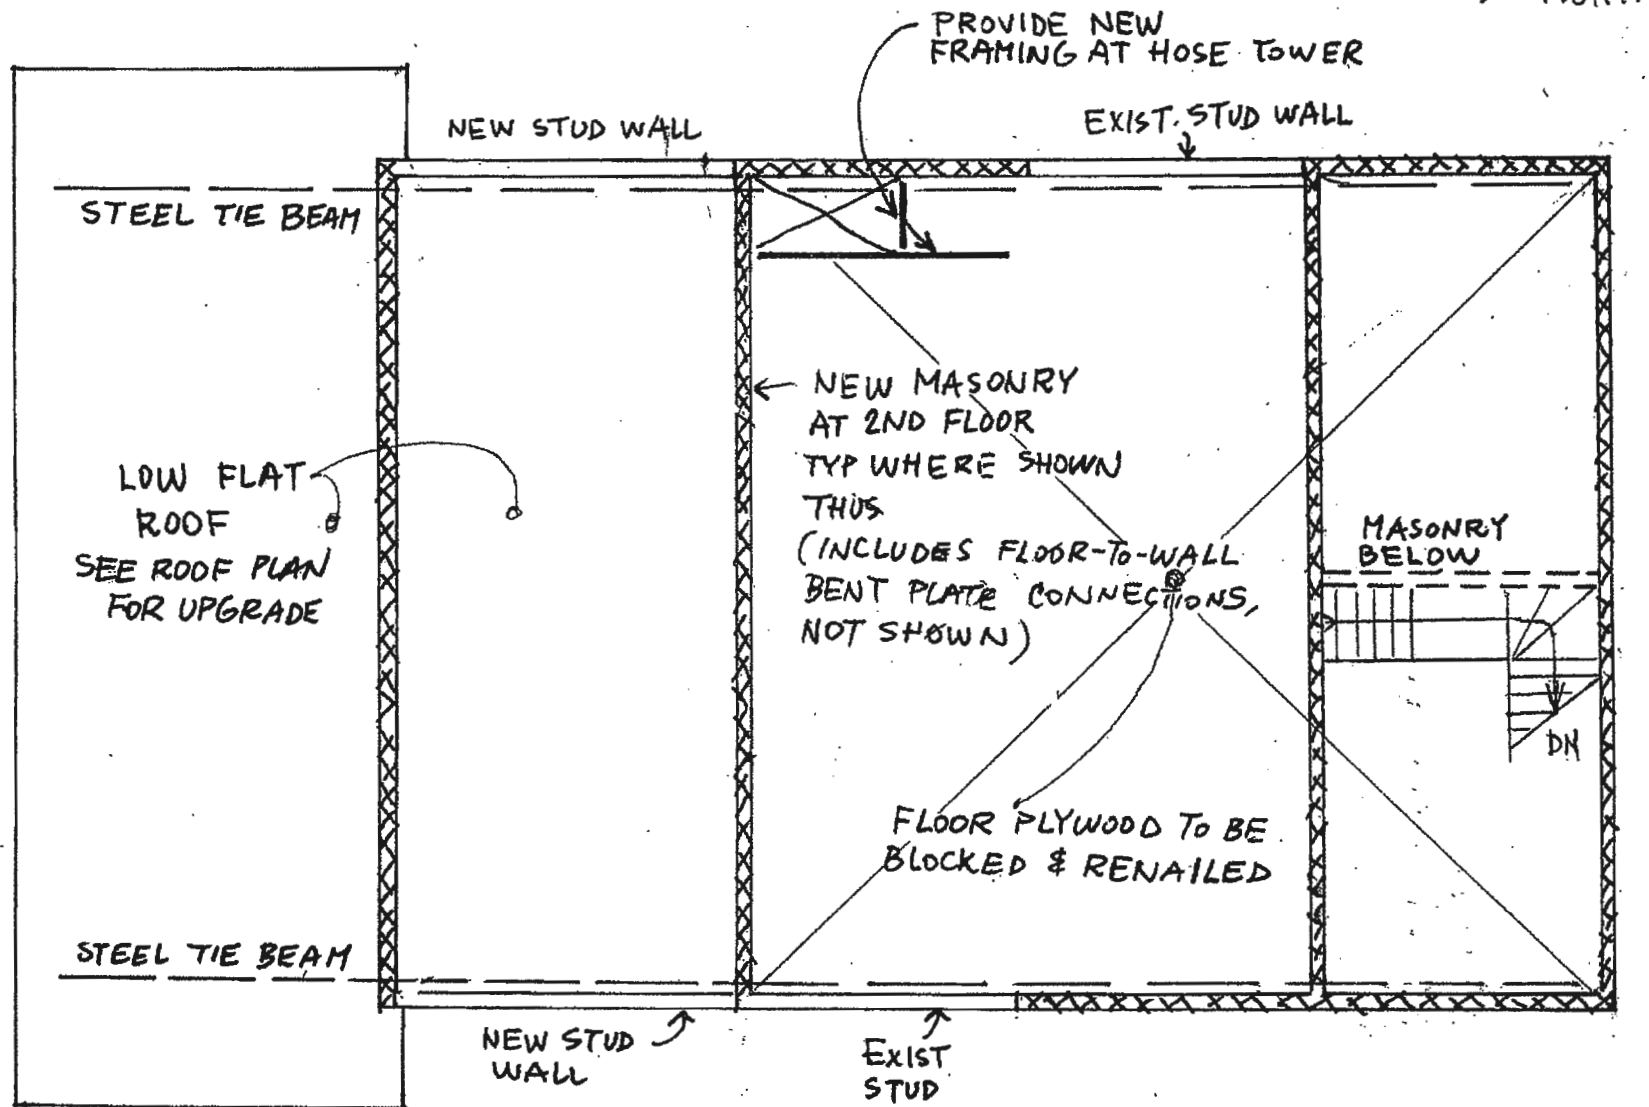 PROVIDE NEW
FRAMING AT HOSE TOWER
NEW STUD WALL
EXIST. STUD WALL
STEEL TIE BEAM
NEW MASONRY
AT 2ND FLOOR
TYP WHERE SHOWN
THUS
(INCLUDES FLOOR-TO-WALL
BENT PLATE CONNECTIONS,
NOT SHOWN)
LOW FLAT
ROOF
SEE ROOF PLAN
FOR UPGRADE
MASONRY
BELOW
DN
FLOOR PLYWOOD TO BE
BLOCKED & RENAILED
STEEL TIE BEAM
NEW STUD
WALL
EXIST
STUD